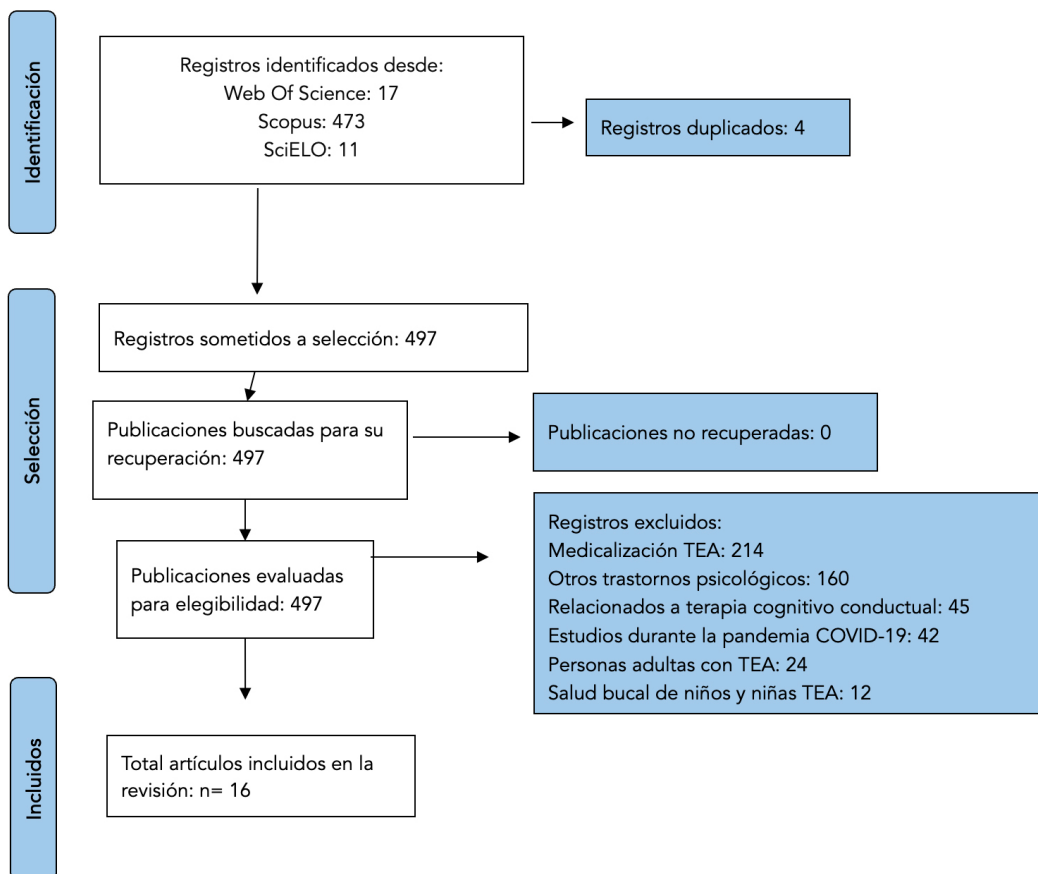 Identificación
Registros identificados desde:
Web Of Science: 17
Scopus: 473
SciELO: 11
Registros duplicados: 4
Selección
Registros sometidos a selección: 497
Publicaciones buscadas para su
recuperación: 497
Publicaciones no recuperadas: 0
Publicaciones evaluadas
para elegibilidad: 497
Registros excluidos:
Medicalización TEA: 214
Otros trastornos psicológicos: 160
Relacionados a terapia cognitivo conductual: 45
Estudios durante la pandemia COVID-19: 42
Personas adultas con TEA: 24
Salud bucal de niños y niñas TEA: 12
Incluidos
Total artículos incluidos en la
revisión: n= 16